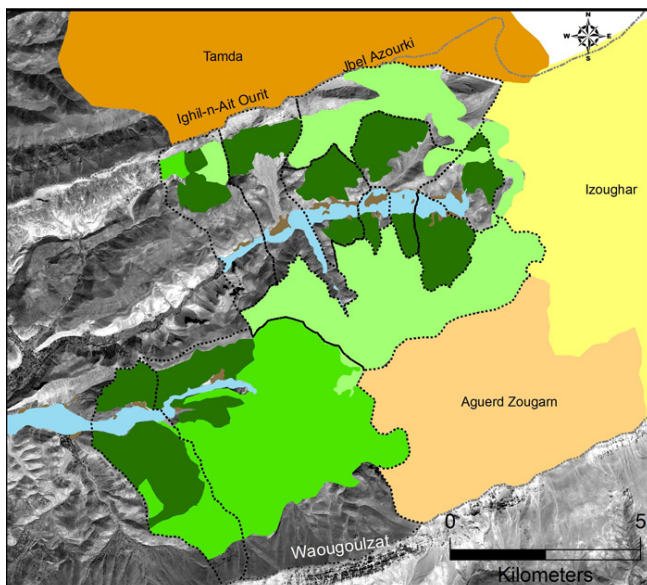 N
W E
S
Tamda
Jbel Azourki
Ighil-n-Ait Ourit
Izoughar
Aguerd Zougarn
Waougoulzat
0 5
Kilometers